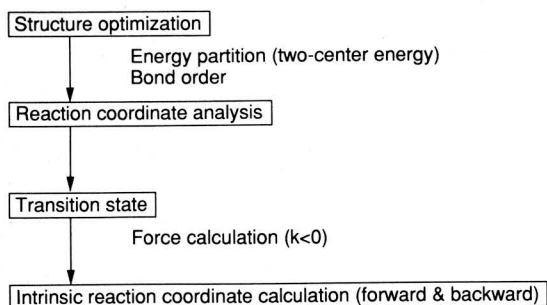 Structure optimization
Energy partition (two-center energy)
Bond order
Reaction coordinate analysis
Transition state
Force calculation (k<0)
Intrinsic reaction coordinate calculation (forward & backward)